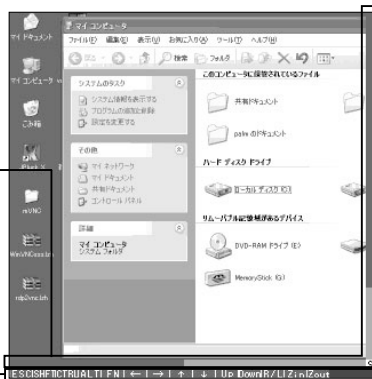 マイ コンピュータ
ファイル(F) 編集(E) 表示(V) お気に入り(A) ツール(T) ヘルプ(H)
検索 フォルダ
マイ ドキュメント
マイ コンピュータ
ごみ箱
mVNC
rdp2vnc.lzh
システムのタスク
システム情報を表示する
プログラムの追加と削除
設定を変更する
その他
マイ ネットワーク
マイ ドキュメント
共有ドキュメント
コントロール パネル
詳細
マイ コンピュータ
システム フォルダ
このコンピュータに保管されているファイル
共有ドキュメント
palm のドキュメント
ハード ディスク ドライブ
ローカル ディスク (C:)
リムーバブル記憶域があるデバイス
DVD-RAM ドライブ (E:)
MemoryStick (G:)
|ESC|SHFT|CTRL|ALT| FN | ← | → | ↑ | ↓ |Up Down|R/L|Zin|Zout